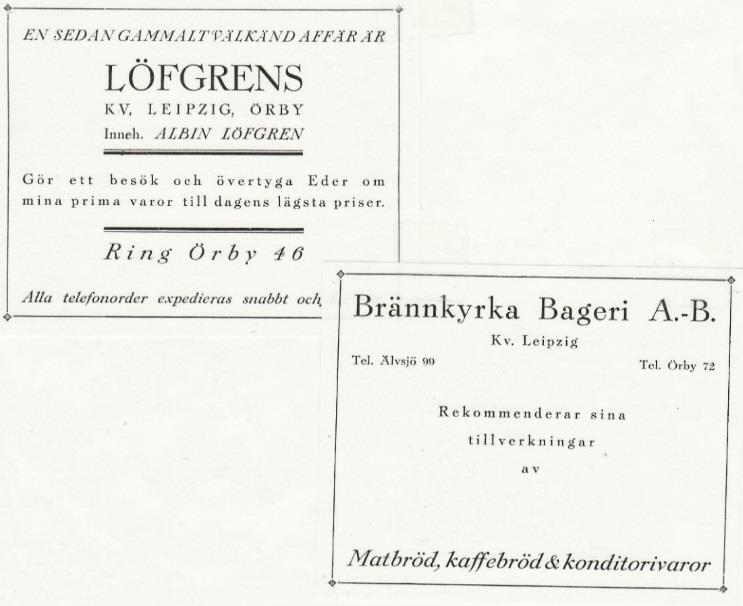 EN SEDAN GAMMALT VÄLKÄND AFFÄR ÄR
LÖFGRENS
KV, LEIPZIG, ÖRBY
Inneh. ALBIN LÖFGREN
Gör ett besök och övertyga Eder om
mina prima varor till dagens lägsta priser.
Ring Örby 46
Alla telefonorder expedieras snabbt och
Brännkyrka Bageri A.-B.
Kv. Leipzig
Tel. Älvsjö 99 Tel. Örby 72
Rekommenderar sina
tillverkningar
av
Matbröd, kaffebröd & konditorivaror